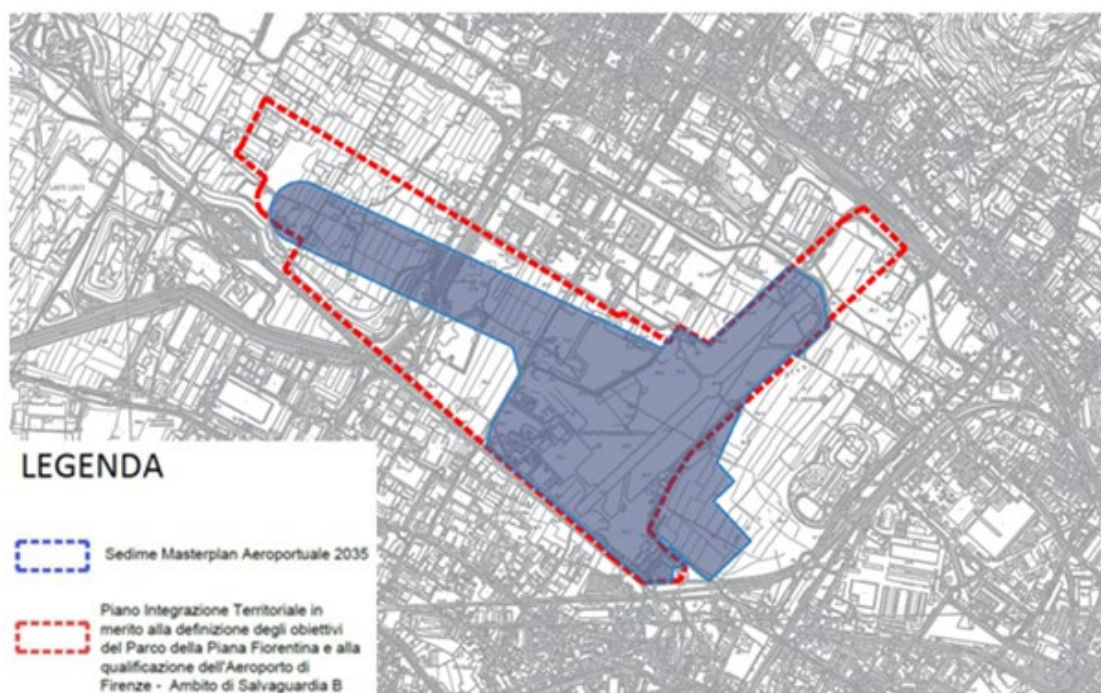 LEGENDA
Sedime Masterplan Aeroportuale 2035
Piano Integrazione Territoriale in
merito alla definizione degli obiettivi
del Parco della Piana Fiorentina e alla
qualificazione dell'Aeroporto di
Firenze - Ambito di Salvaguardia B